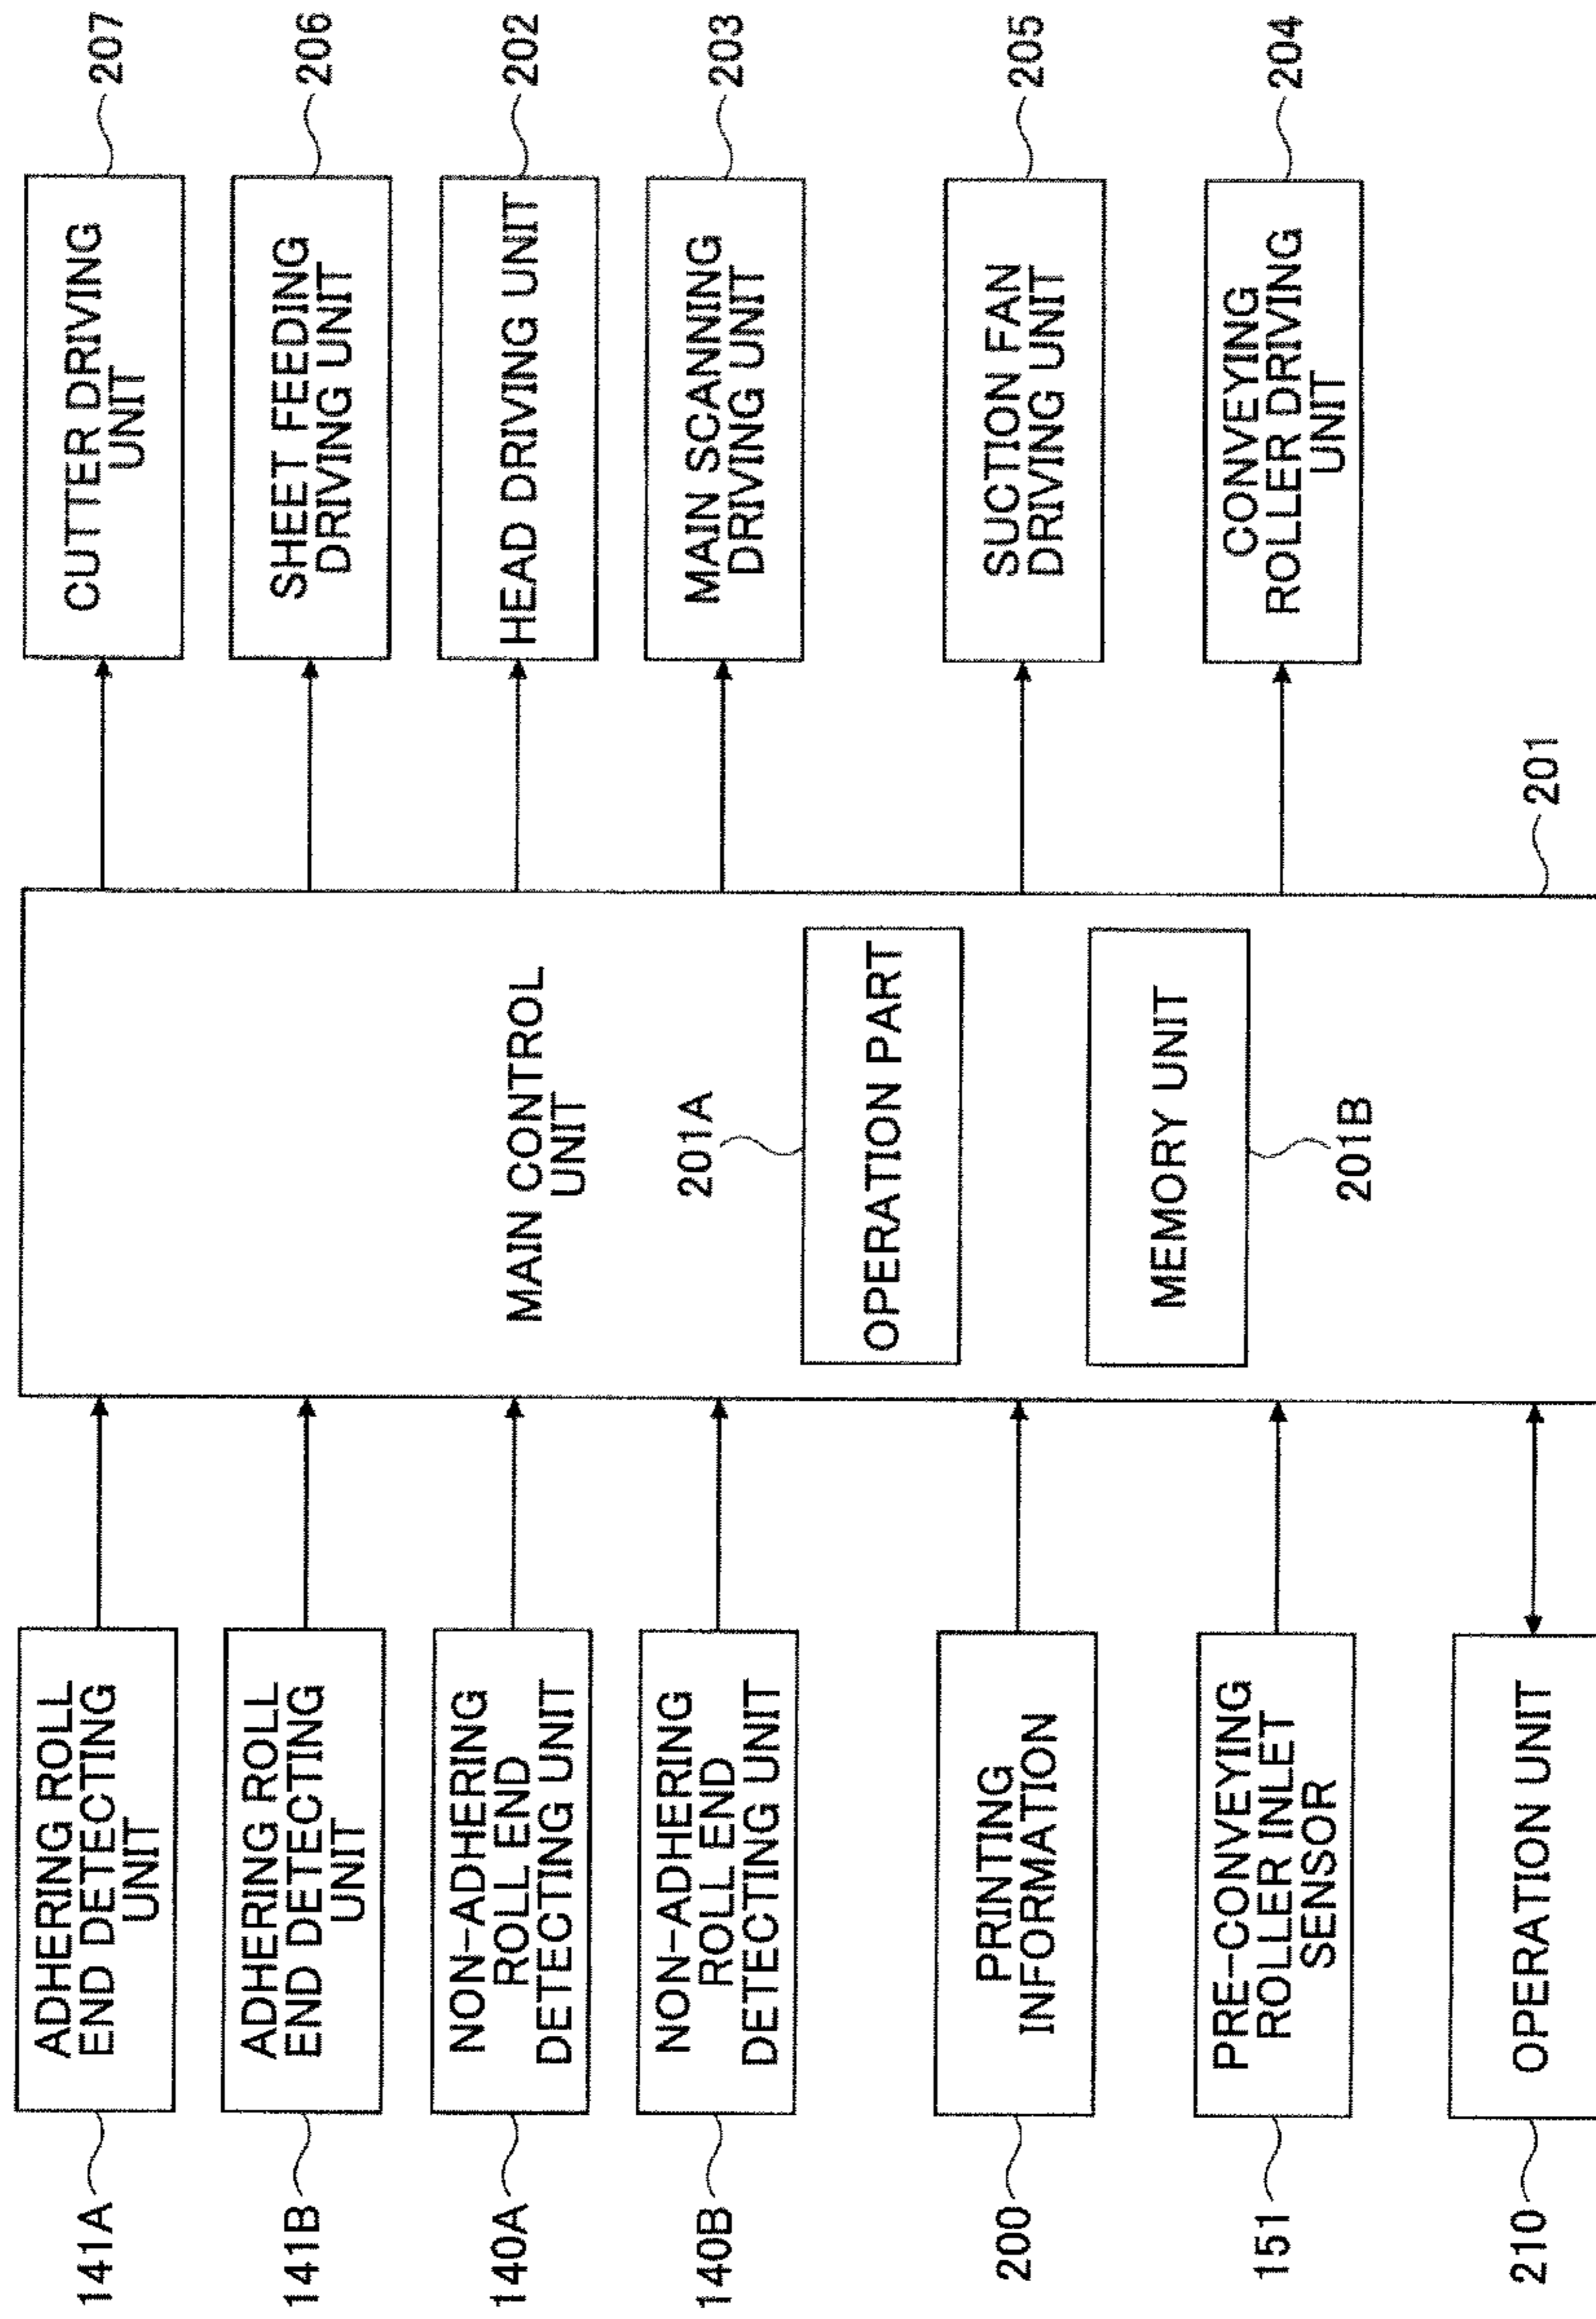 141A
ADHERING ROLL
END DETECTING
UNIT
141B
ADHERING ROLL
END DETECTING
UNIT
140A
NON-ADHERING
ROLL END
DETECTING UNIT
140B
NON-ADHERING
ROLL END
DETECTING UNIT
200
PRINTING
INFORMATION
151
PRE-CONVEYING
ROLLER INLET
SENSOR
210
OPERATION UNIT
MAIN CONTROL
UNIT
201A
OPERATION PART
MEMORY UNIT
201B
201
CUTTER DRIVING
UNIT
207
SHEET FEEDING
DRIVING UNIT
206
HEAD DRIVING UNIT
202
MAIN SCANNING
DRIVING UNIT
203
SUCTION FAN
DRIVING UNIT
205
CONVEYING
ROLLER DRIVING
UNIT
204